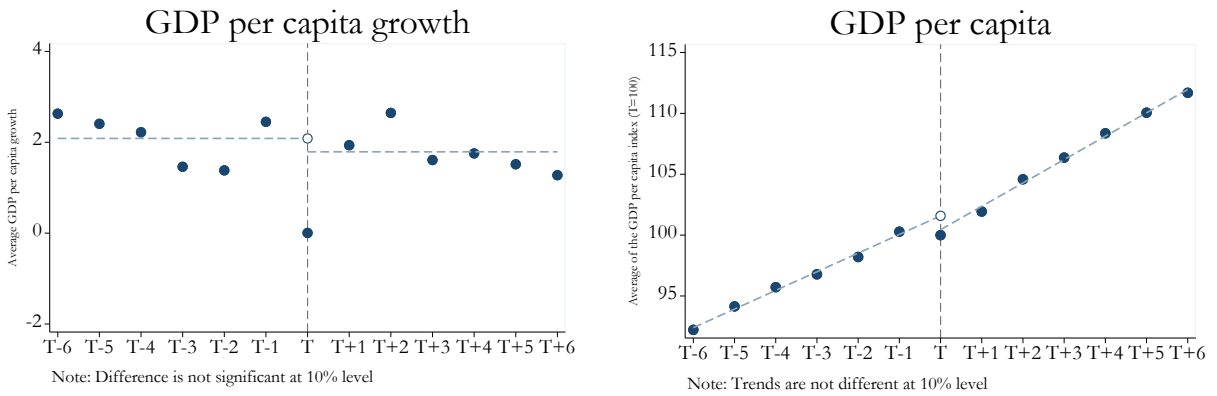 GDP per capita growth
Average GDP per capita growth
4
2
0
-2
T-6 T-5 T-4 T-3 T-2 T-1 T T+1 T+2 T+3 T+4 T+5 T+6
Note: Difference is not significant at 10% level
GDP per capita
Average of the GDP per capita index (T=100)
115
110
105
100
95
T-6 T-5 T-4 T-3 T-2 T-1 T T+1 T+2 T+3 T+4 T+5 T+6
Note: Trends are not different at 10% level